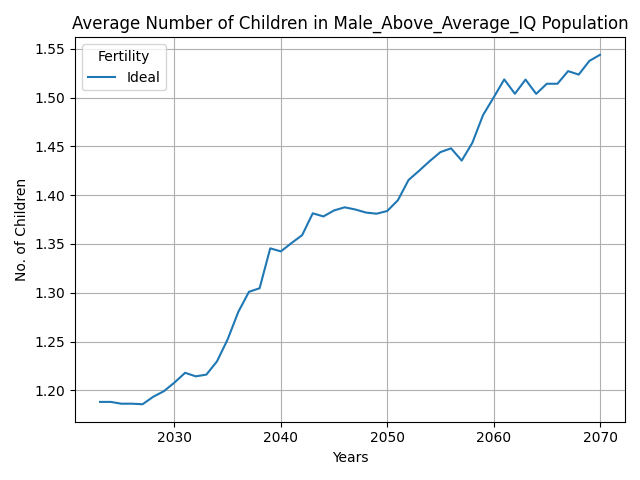 Average Number of Children in Male_Above_Average_IQ Population
Fertility
Ideal
No. of Children
1.55
1.50
1.45
1.40
1.35
1.30
1.25
1.20
2030 2040 2050 2060 2070
Years